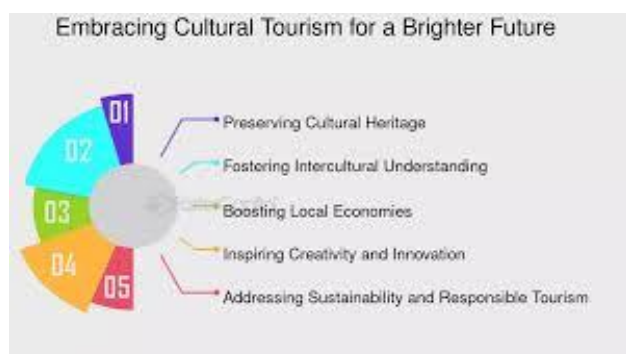 Embracing Cultural Tourism for a Brighter Future
01
Preserving Cultural Heritage
02
Fostering Intercultural Understanding
03
Boosting Local Economies
04
Inspiring Creativity and Innovation
05
Addressing Sustainability and Responsible Tourism